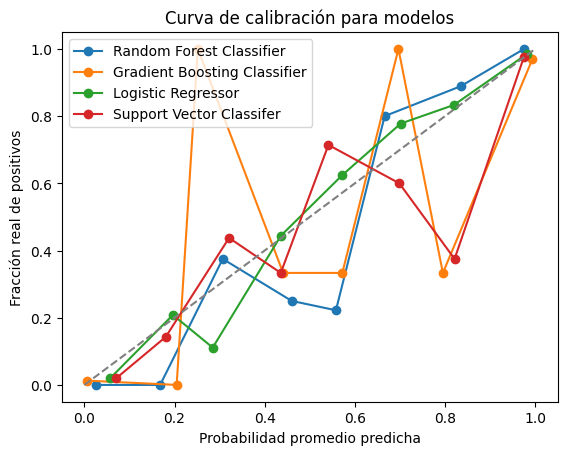 Curva de calibración para modelos
Random Forest Classifier
Gradient Boosting Classifier
Logistic Regressor
Support Vector Classifer
Fracción real de positivos
1.0
0.8
0.6
0.4
0.2
0.0
0.0 0.2 0.4 0.6 0.8 1.0
Probabilidad promedio predicha